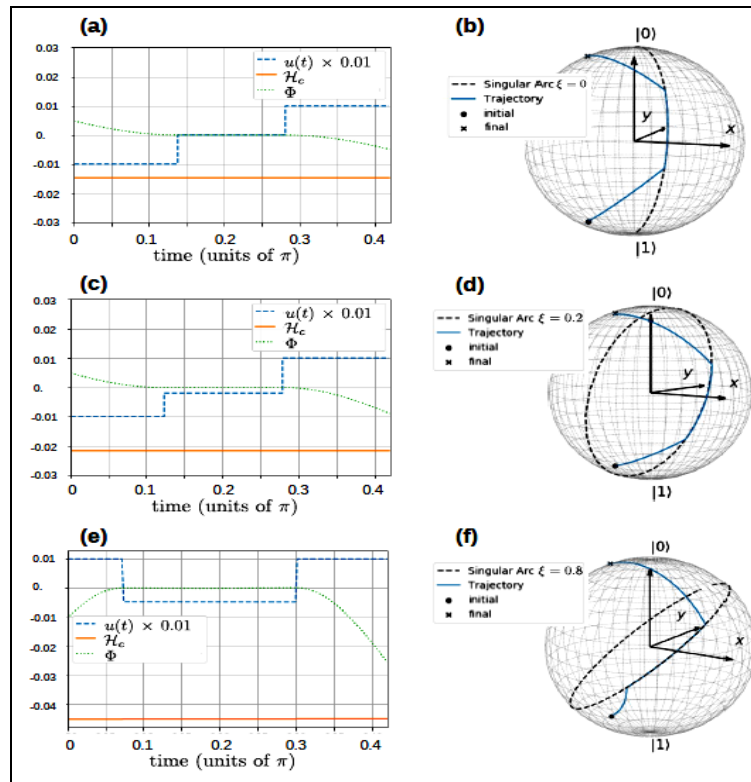 (a)
0.03
0.02
0.01
0.
-0.01
-0.02
-0.03
u(t) × 0.01
ℋc
Φ
0 0.1 0.2 0.3 0.4
time (units of π)
(b)
|0⟩
Singular Arc ξ = 0
Trajectory
initial
final
y
x
|1⟩
(c)
0.03
0.02
0.01
0.
-0.01
-0.02
-0.03
u(t) × 0.01
ℋc
Φ
0 0.1 0.2 0.3 0.4
time (units of π)
(d)
|0⟩
Singular Arc ξ = 0.2
Trajectory
initial
final
y
x
|1⟩
(e)
0.01
0.
-0.01
-0.02
-0.03
-0.04
u(t) × 0.01
ℋc
Φ
0 0.1 0.2 0.3 0.4
time (units of π)
(f)
|0⟩
Singular Arc ξ = 0.8
Trajectory
initial
final
y
x
|1⟩